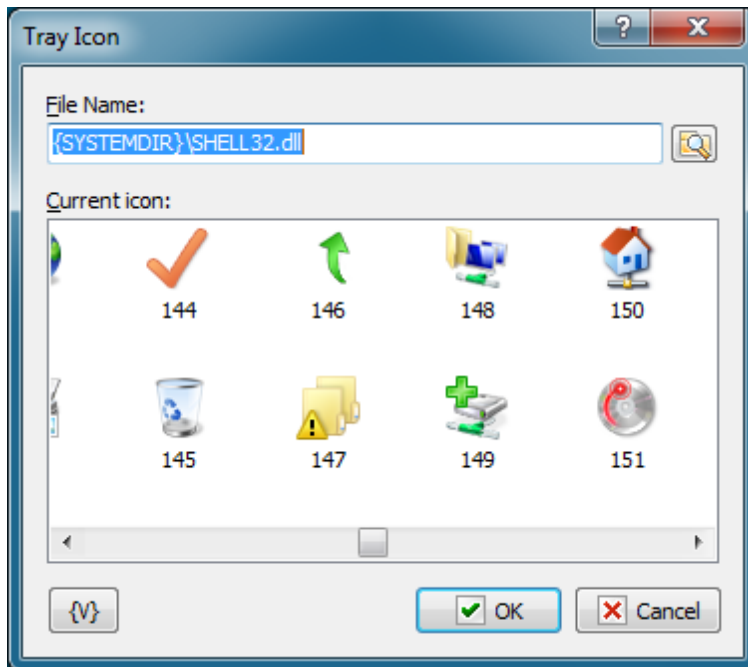 Tray Icon
File Name:
{SYSTEMDIR}\SHELL32.dll
Current icon:
144 146 148 150
145 147 149 151
{V} OK Cancel